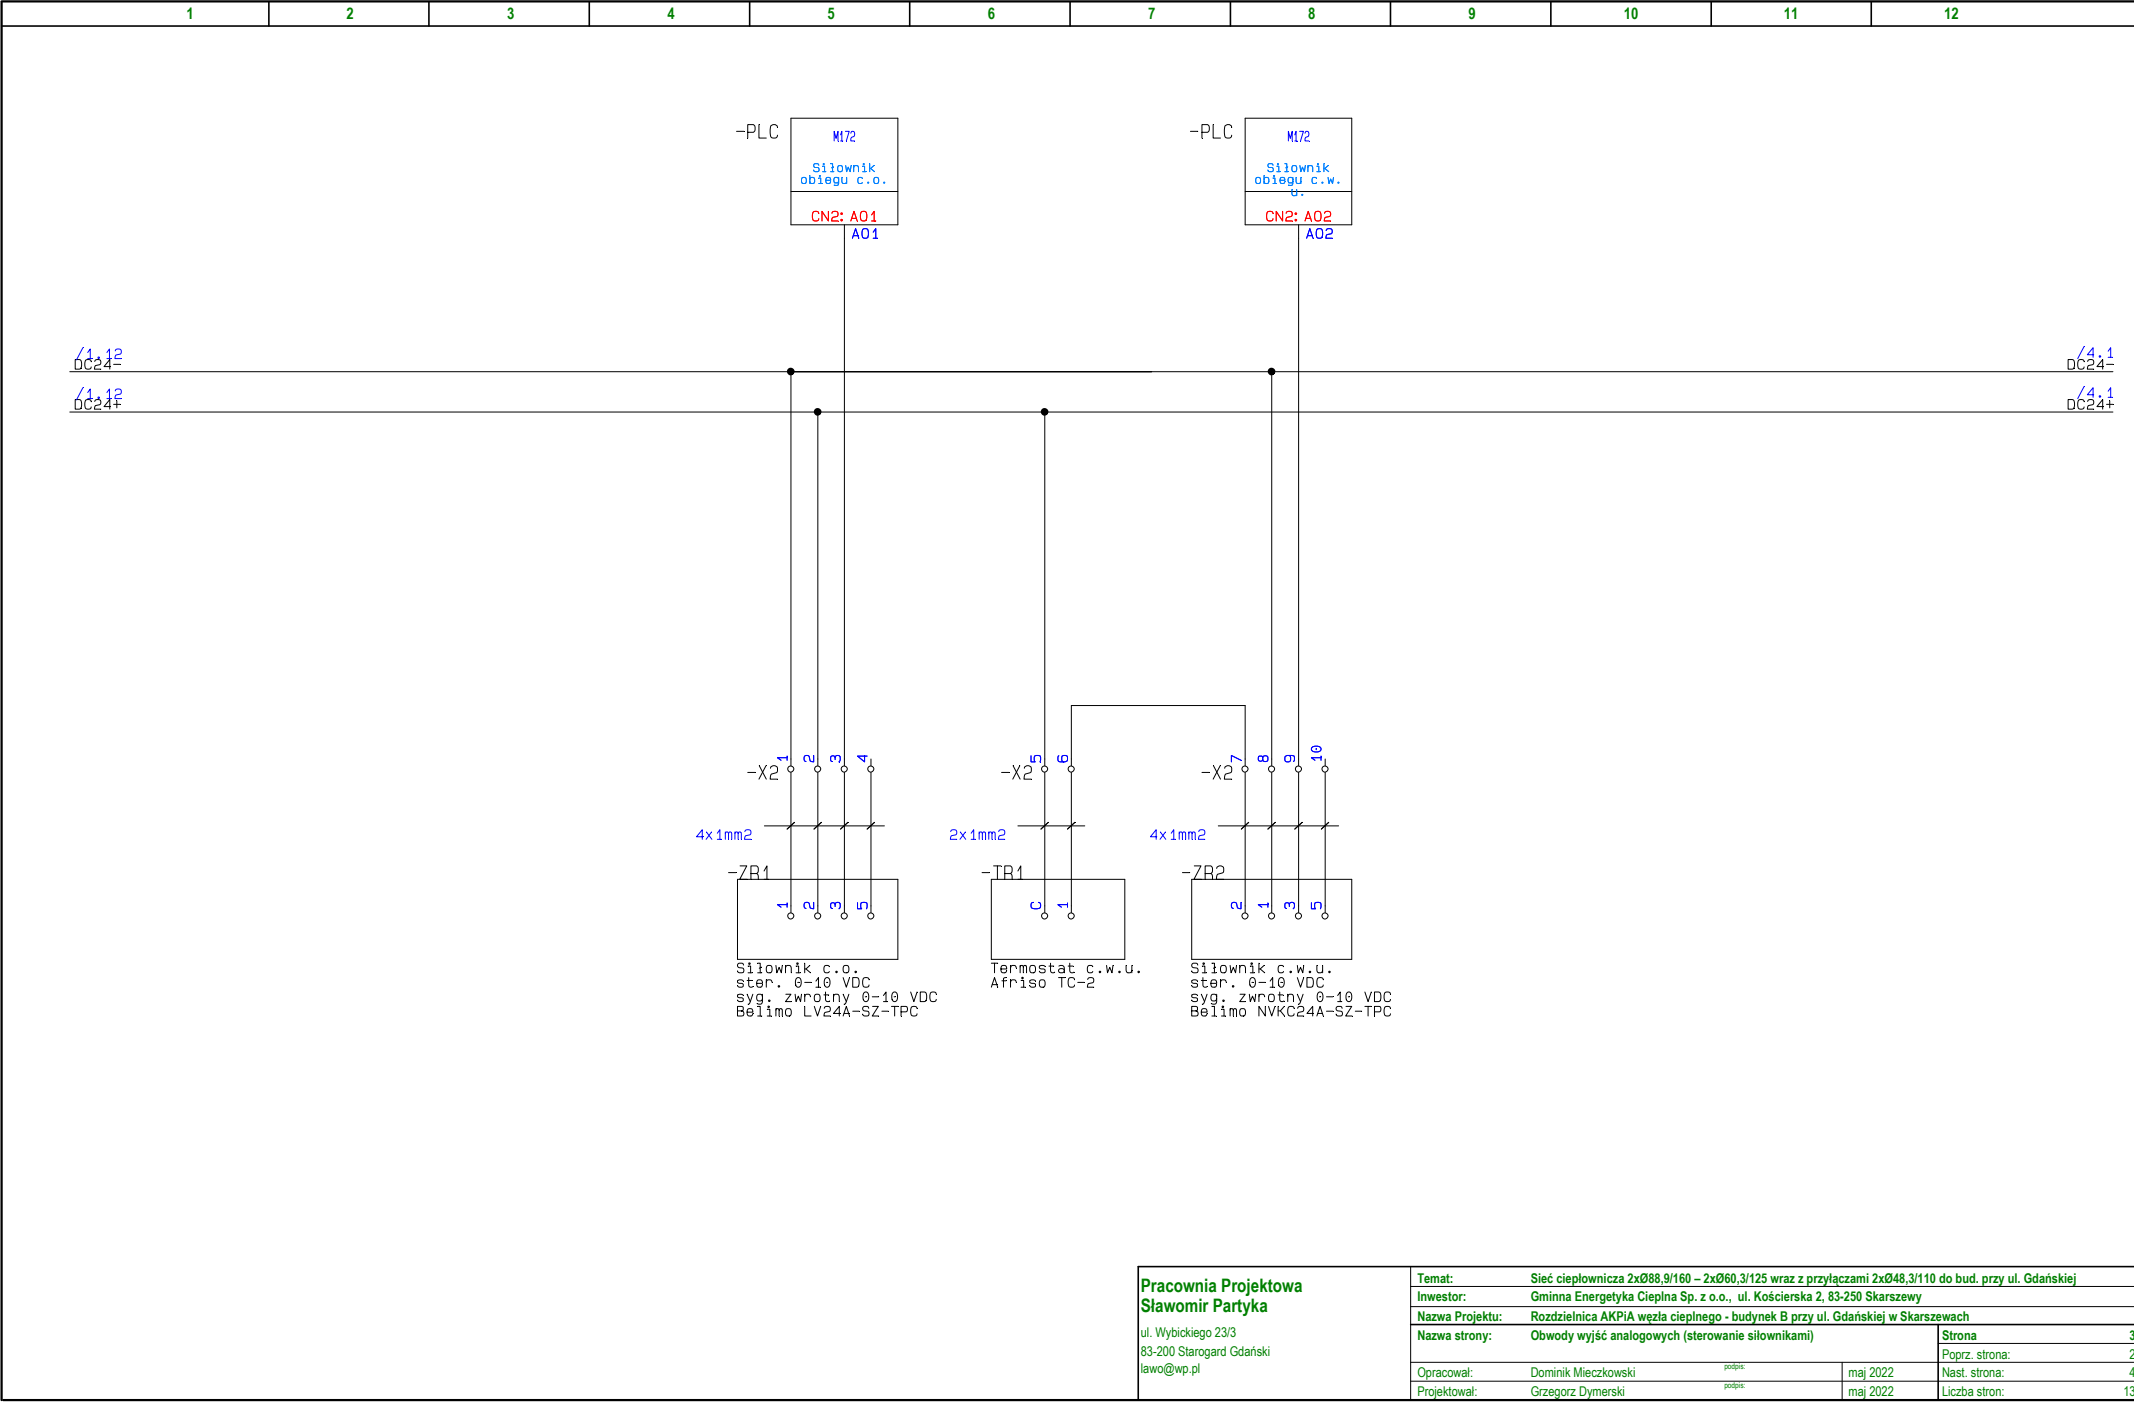 1 2 3 4 5 6 7 8 9 10 11 12
-PLC
M172
Siłownik
obiegu c.o.
CN2: AO1
AO1
-PLC
M172
Siłownik
obiegu c.w.
u.
CN2: AO2
AO2
/1.12
DC24-
/4.1
DC24-
/1.12
DC24+
/4.1
DC24+
-X2 1 2 3 4
-X2 5 6
-X2 7 8 9 10
4x1mm2
2x1mm2
4x1mm2
-ZR1
-TR1
-ZR2
1 2 3 5
C 1
2 1 3 5
Siłownik c.o.
ster. 0-10 VDC
syg. zwrotny 0-10 VDC
Belimo LV24A-SZ-TPC
Termostat c.w.u.
Afriso TC-2
Siłownik c.w.u.
ster. 0-10 VDC
syg. zwrotny 0-10 VDC
Belimo NVKC24A-SZ-TPC
Pracownia Projektowa
Sławomir Partyka
ul. Wybickiego 23/3
83-200 Starogard Gdański
lawo@wp.pl
Temat: Sieć ciepłownicza 2xØ88,9/160 – 2xØ60,3/125 wraz z przyłączami 2xØ48,3/110 do bud. przy ul. Gdańskiej
Inwestor: Gminna Energetyka Cieplna Sp. z o.o., ul. Kościerska 2, 83-250 Skarszewy
Nazwa Projektu: Rozdzielnica AKPiA węzła cieplnego - budynek B przy ul. Gdańskiej w Skarszewach
Nazwa strony: Obwody wyjść analogowych (sterowanie siłownikami)
Strona 3
Poprz. strona: 2
Opracował: Dominik Mieczkowski podpis: maj 2022
Nast. strona: 4
Projektował: Grzegorz Dymerski podpis: maj 2022
Liczba stron: 13